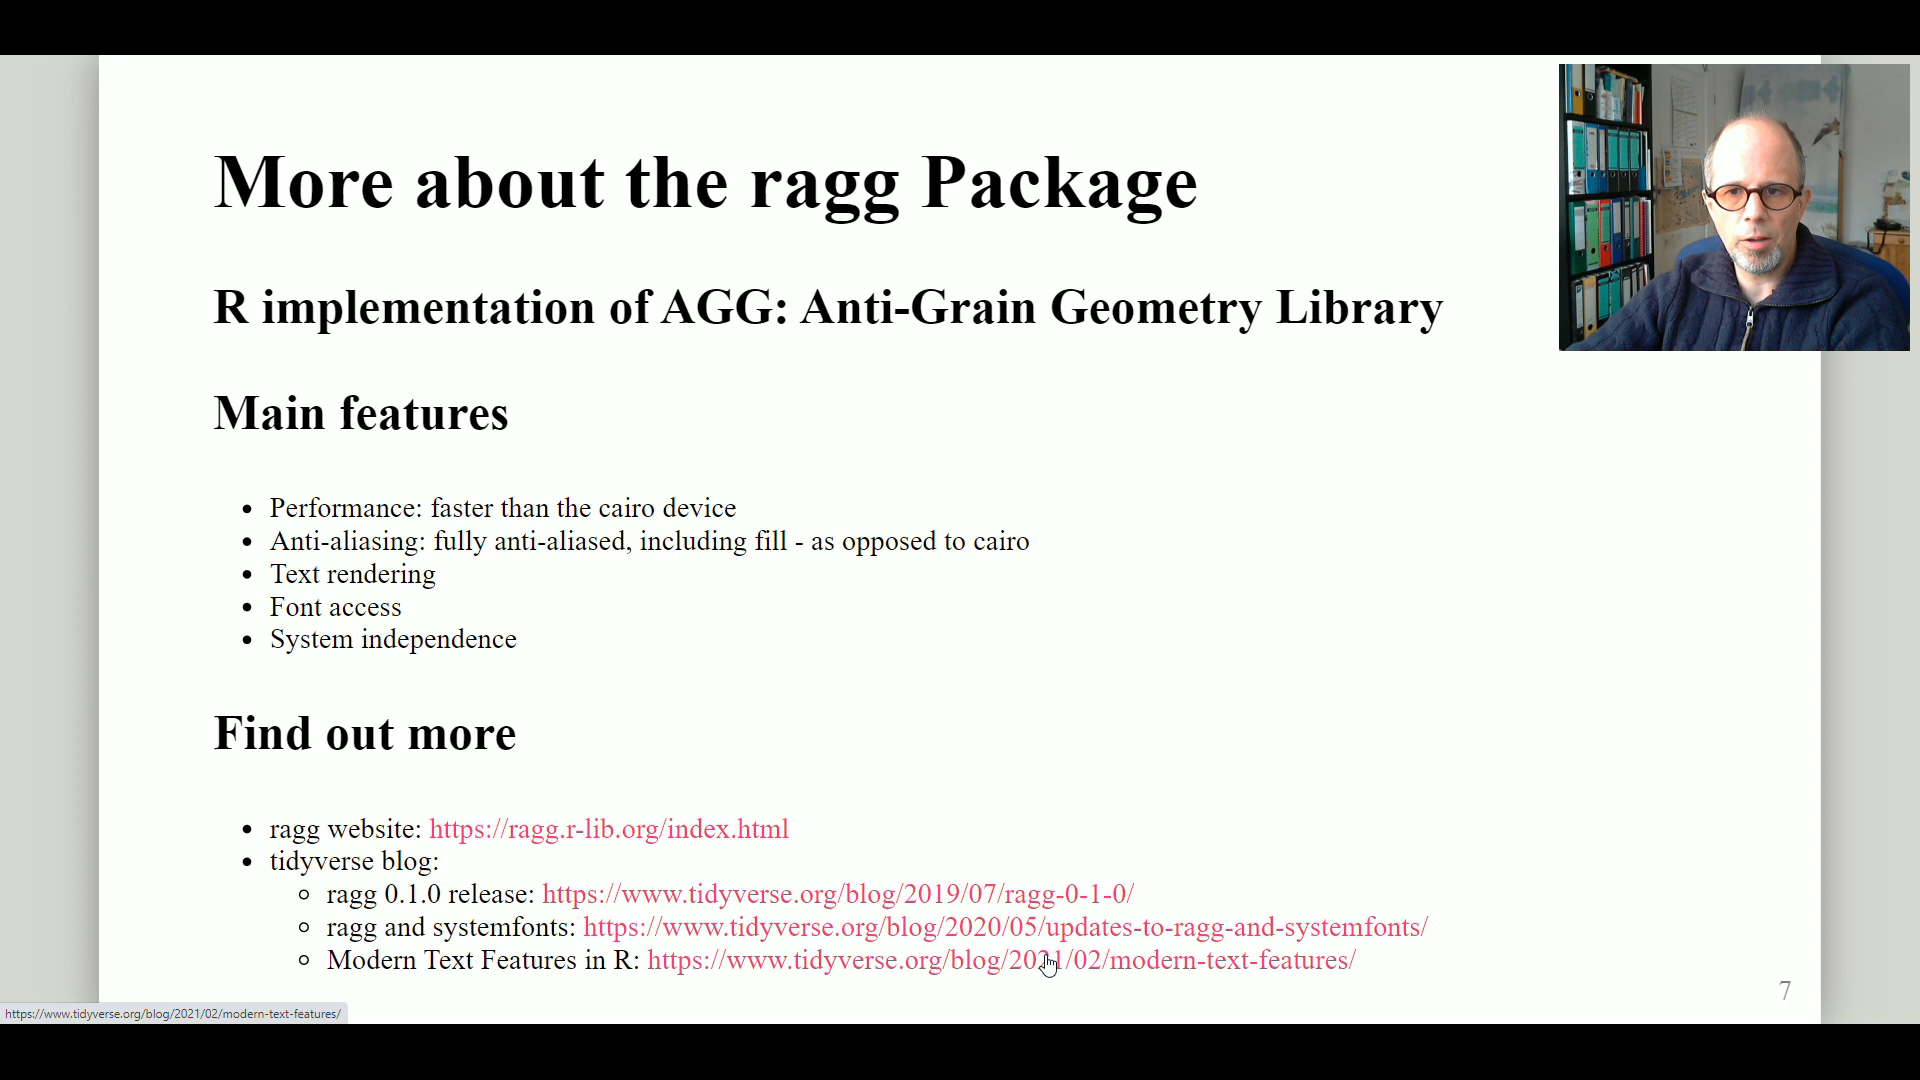 More about the ragg Package
R implementation of AGG: Anti-Grain Geometry Library
Main features
Performance: faster than the cairo device
Anti-aliasing: fully anti-aliased, including fill - as opposed to cairo
Text rendering
Font access
System independence
Find out more
ragg website: https://ragg.r-lib.org/index.html
tidyverse blog:
ragg 0.1.0 release: https://www.tidyverse.org/blog/2019/07/ragg-0-1-0/
ragg and systemfonts: https://www.tidyverse.org/blog/2020/05/updates-to-ragg-and-systemfonts/
Modern Text Features in R: https://www.tidyverse.org/blog/2021/02/modern-text-features/
7
https://www.tidyverse.org/blog/2021/02/modern-text-features/